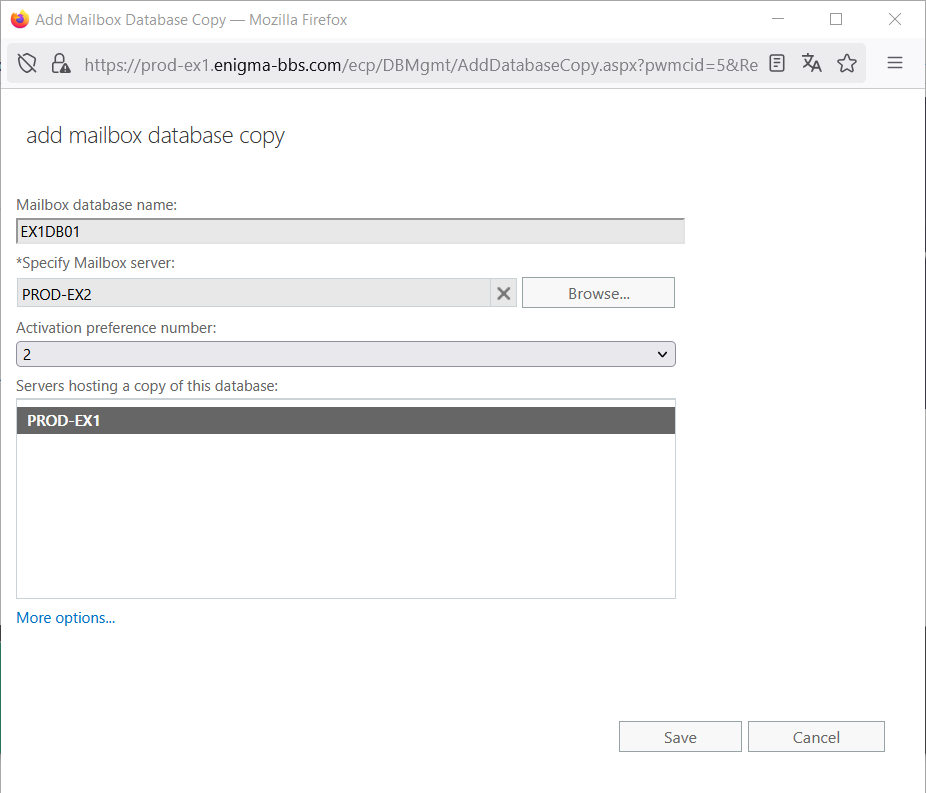 Add Mailbox Database Copy — Mozilla Firefox
https://prod-ex1.enigma-bbs.com/ecp/DBMgmt/AddDatabaseCopy.aspx?pwmcid=5&Re
add mailbox database copy
Mailbox database name:
EX1DB01
*Specify Mailbox server:
PROD-EX2
Browse...
Activation preference number:
2
Servers hosting a copy of this database:
PROD-EX1
More options...
Save
Cancel